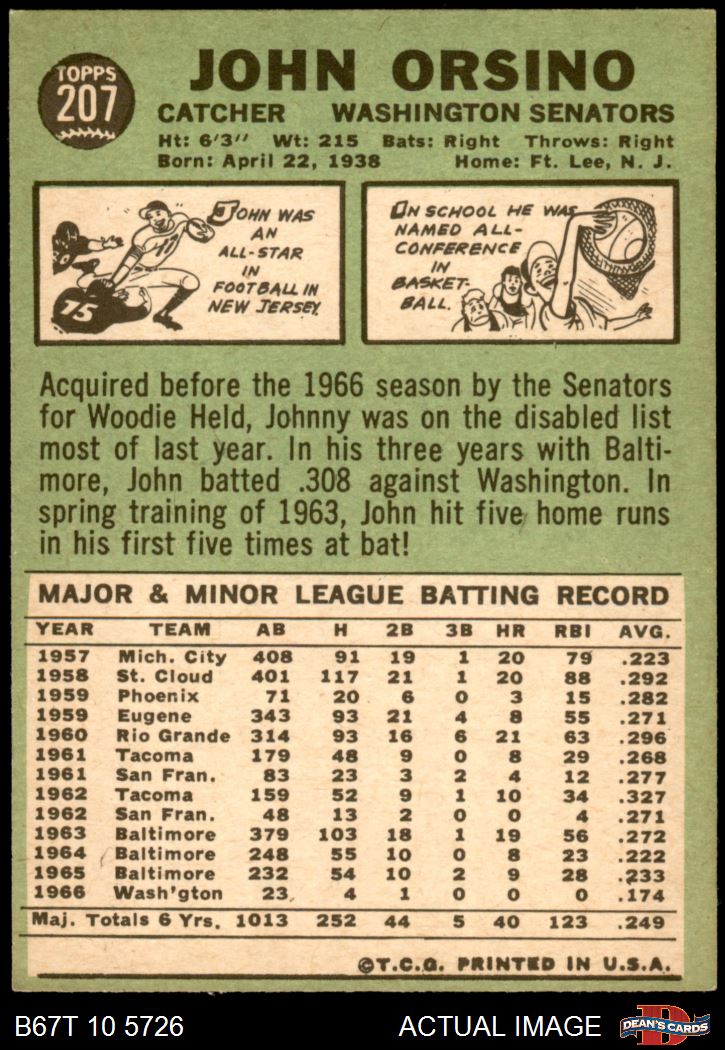 TOPPS
207
JOHN ORSINO
CATCHER WASHINGTON SENATORS
Ht: 6'3" Wt: 215 Bats: Right Throws: Right
Born: April 22, 1938 Home: Ft. Lee, N. J.
JOHN WAS
AN
ALL-STAR
IN
FOOTBALL IN
NEW JERSEY.
75
IN SCHOOL HE WAS
NAMED ALL-
CONFERENCE
IN
BASKET-
BALL.
Acquired before the 1966 season by the Senators
for Woodie Held, Johnny was on the disabled list
most of last year. In his three years with Balti-
more, John batted .308 against Washington. In
spring training of 1963, John hit five home runs
in his first five times at bat!
MAJOR & MINOR LEAGUE BATTING RECORD
YEAR TEAM AB H 2B 3B HR RBI AVG.
1957 Mich. City 408 91 19 1 20 79 .223
1958 St. Cloud 401 117 21 1 20 88 .292
1959 Phoenix 71 20 6 0 3 15 .282
1959 Eugene 343 93 21 4 8 55 .271
1960 Rio Grande 314 93 16 6 21 63 .296
1961 Tacoma 179 48 9 0 8 29 .268
1961 San Fran. 83 23 3 2 4 12 .277
1962 Tacoma 159 52 9 1 10 34 .327
1962 San Fran. 48 13 2 0 0 4 .271
1963 Baltimore 379 103 18 1 19 56 .272
1964 Baltimore 248 55 10 0 8 23 .222
1965 Baltimore 232 54 10 2 9 28 .233
1966 Wash'gton 23 4 1 0 0 0 .174
Maj. Totals 6 Yrs. 1013 252 44 5 40 123 .249
©T.C.G. PRINTED IN U.S.A.
B67T 10 5726 ACTUAL IMAGE
D
DEAN'S CARDS